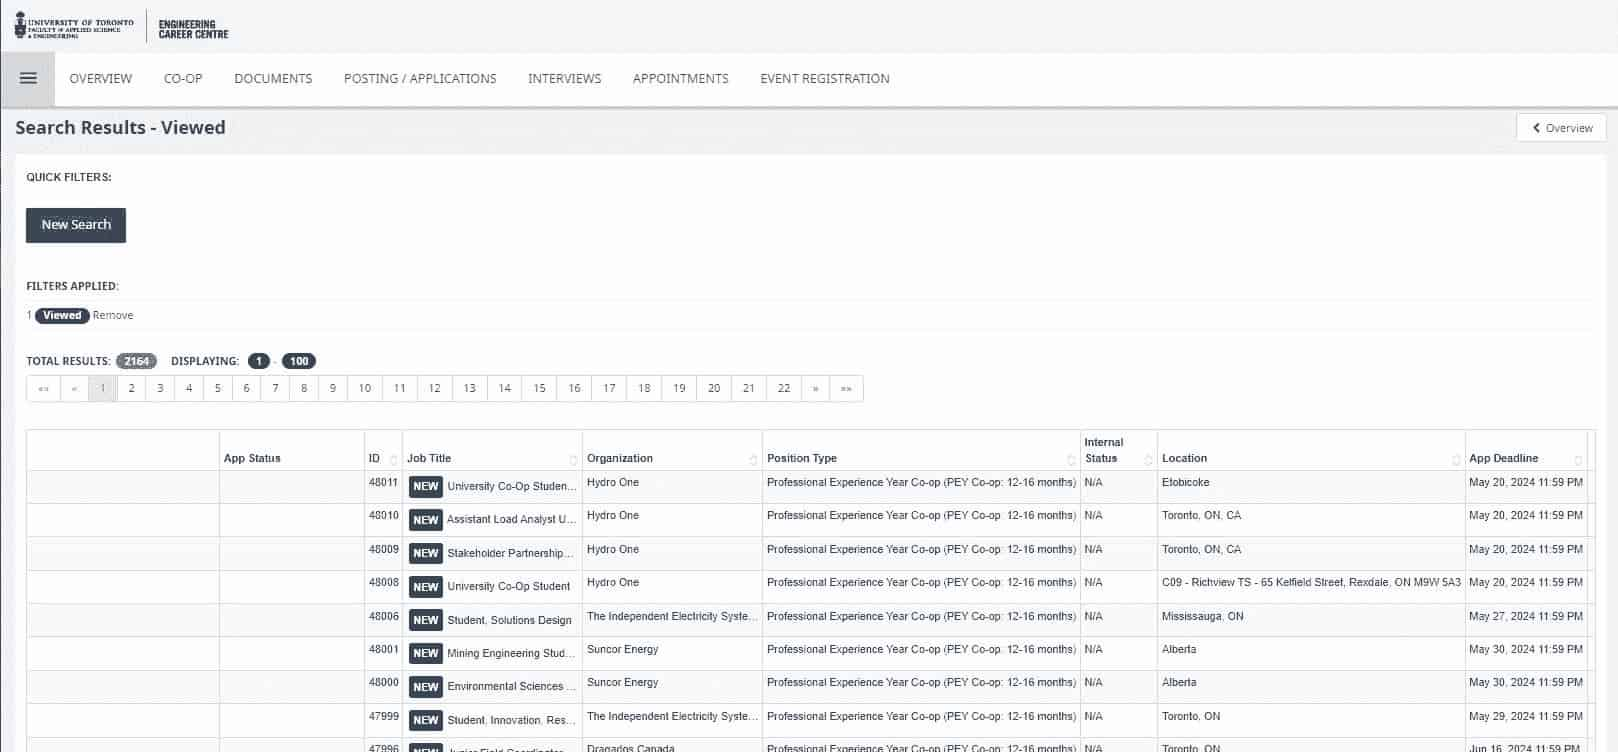 UNIVERSITY OF TORONTO
FACULTY OF APPLIED SCIENCE
& ENGINEERING
ENGINEERING
CAREER CENTRE
OVERVIEW CO-OP DOCUMENTS POSTING / APPLICATIONS INTERVIEWS APPOINTMENTS EVENT REGISTRATION
Search Results - Viewed
Overview
QUICK FILTERS:
New Search
FILTERS APPLIED:
1 Viewed Remove
TOTAL RESULTS: 2164 DISPLAYING: 1 - 100
«« « 1 2 3 4 5 6 7 8 9 10 11 12 13 14 15 16 17 18 19 20 21 22 » »»
App Status ID Job Title Organization Position Type Internal Status Location App Deadline
48011 NEW University Co-Op Studen... Hydro One Professional Experience Year Co-op (PEY Co-op: 12-16 months) N/A Etobicoke May 20, 2024 11:59 PM
48010 NEW Assistant Load Analyst U... Hydro One Professional Experience Year Co-op (PEY Co-op: 12-16 months) N/A Toronto, ON, CA May 20, 2024 11:59 PM
48009 NEW Stakeholder Partnership... Hydro One Professional Experience Year Co-op (PEY Co-op: 12-16 months) N/A Toronto, ON, CA May 20, 2024 11:59 PM
48008 NEW University Co-Op Student Hydro One Professional Experience Year Co-op (PEY Co-op: 12-16 months) N/A C09 - Richview TS - 65 Kelfield Street, Rexdale, ON M9W 5A3 May 20, 2024 11:59 PM
48006 NEW Student, Solutions Design The Independent Electricity Syste... Professional Experience Year Co-op (PEY Co-op: 12-16 months) N/A Mississauga, ON May 27, 2024 11:59 PM
48001 NEW Mining Engineering Stud... Suncor Energy Professional Experience Year Co-op (PEY Co-op: 12-16 months) N/A Alberta May 30, 2024 11:59 PM
48000 NEW Environmental Sciences ... Suncor Energy Professional Experience Year Co-op (PEY Co-op: 12-16 months) N/A Alberta May 30, 2024 11:59 PM
47999 NEW Student, Innovation, Res... The Independent Electricity Syste... Professional Experience Year Co-op (PEY Co-op: 12-16 months) N/A Toronto, ON May 29, 2024 11:59 PM
47996 NEW Junior Field Coordinator Dragados Canada Professional Experience Year Co-op (PEY Co-op: 12-16 months) N/A Toronto, ON Jun 16, 2024 11:59 PM